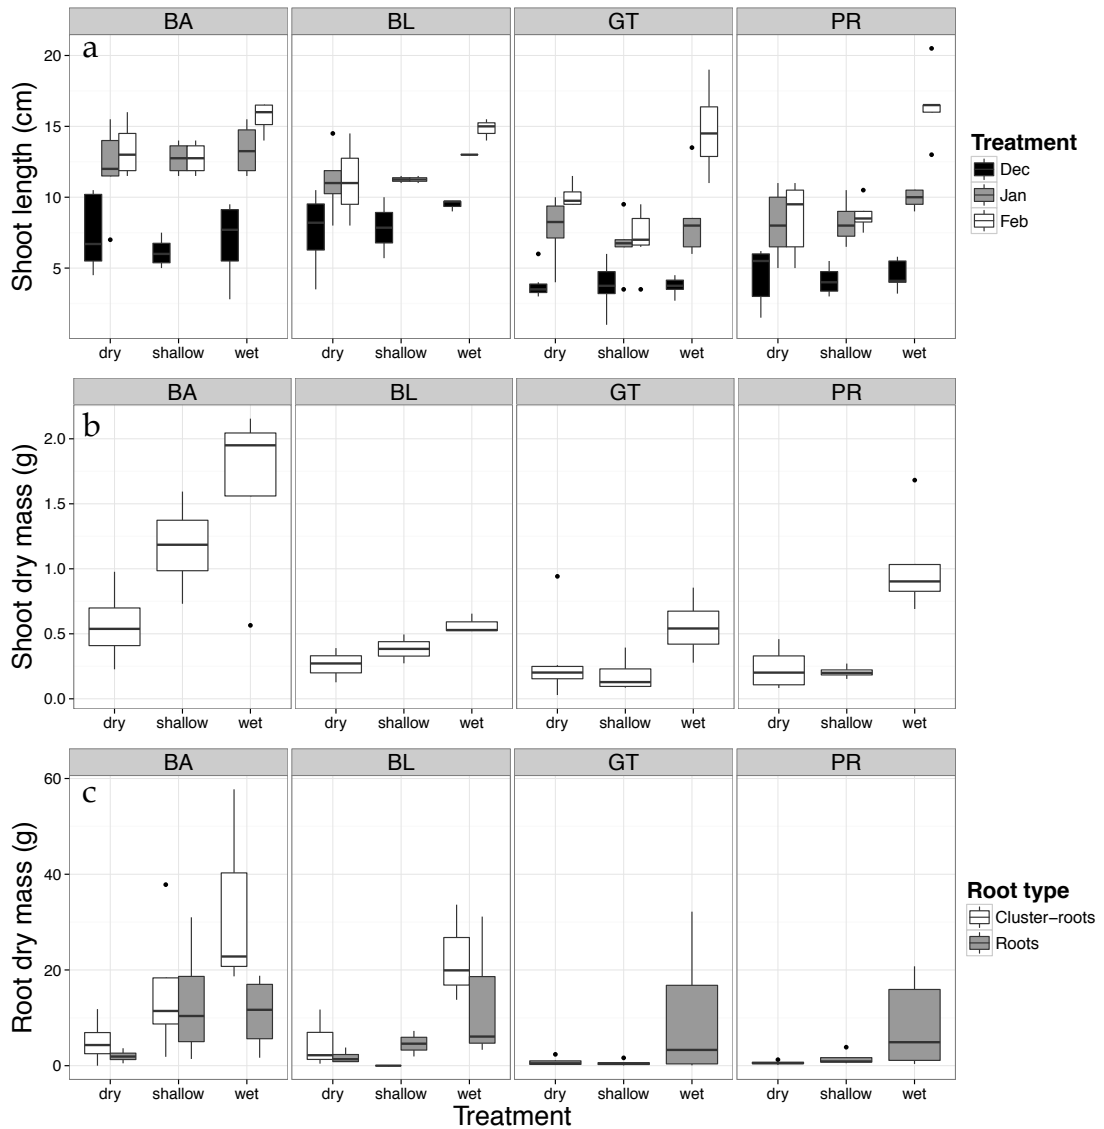 BA BL GT PR
a
Shoot length (cm)
20
15
10
5
dry shallow wet dry shallow wet dry shallow wet dry shallow wet
Treatment
Dec
Jan
Feb
BA BL GT PR
b
Shoot dry mass (g)
2.0
1.5
1.0
0.5
0.0
dry shallow wet dry shallow wet dry shallow wet dry shallow wet
BA BL GT PR
c
Root dry mass (g)
60
40
20
0
dry shallow wet dry shallow wet dry shallow wet dry shallow wet
Treatment
Root type
Cluster−roots
Roots